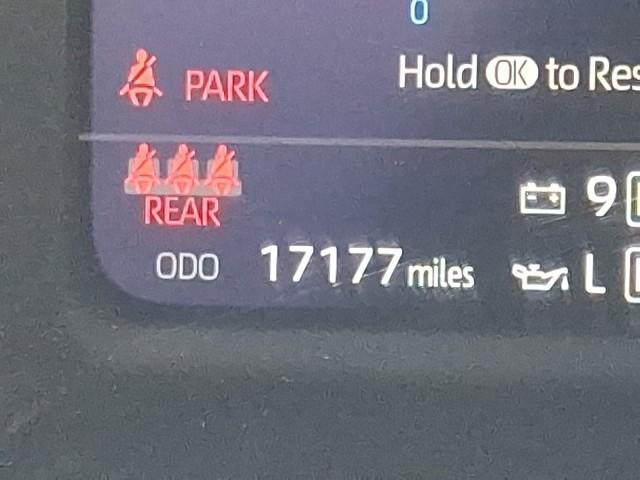 0
PARK
Hold OK to Res
REAR
9
ODO 17177 miles
L